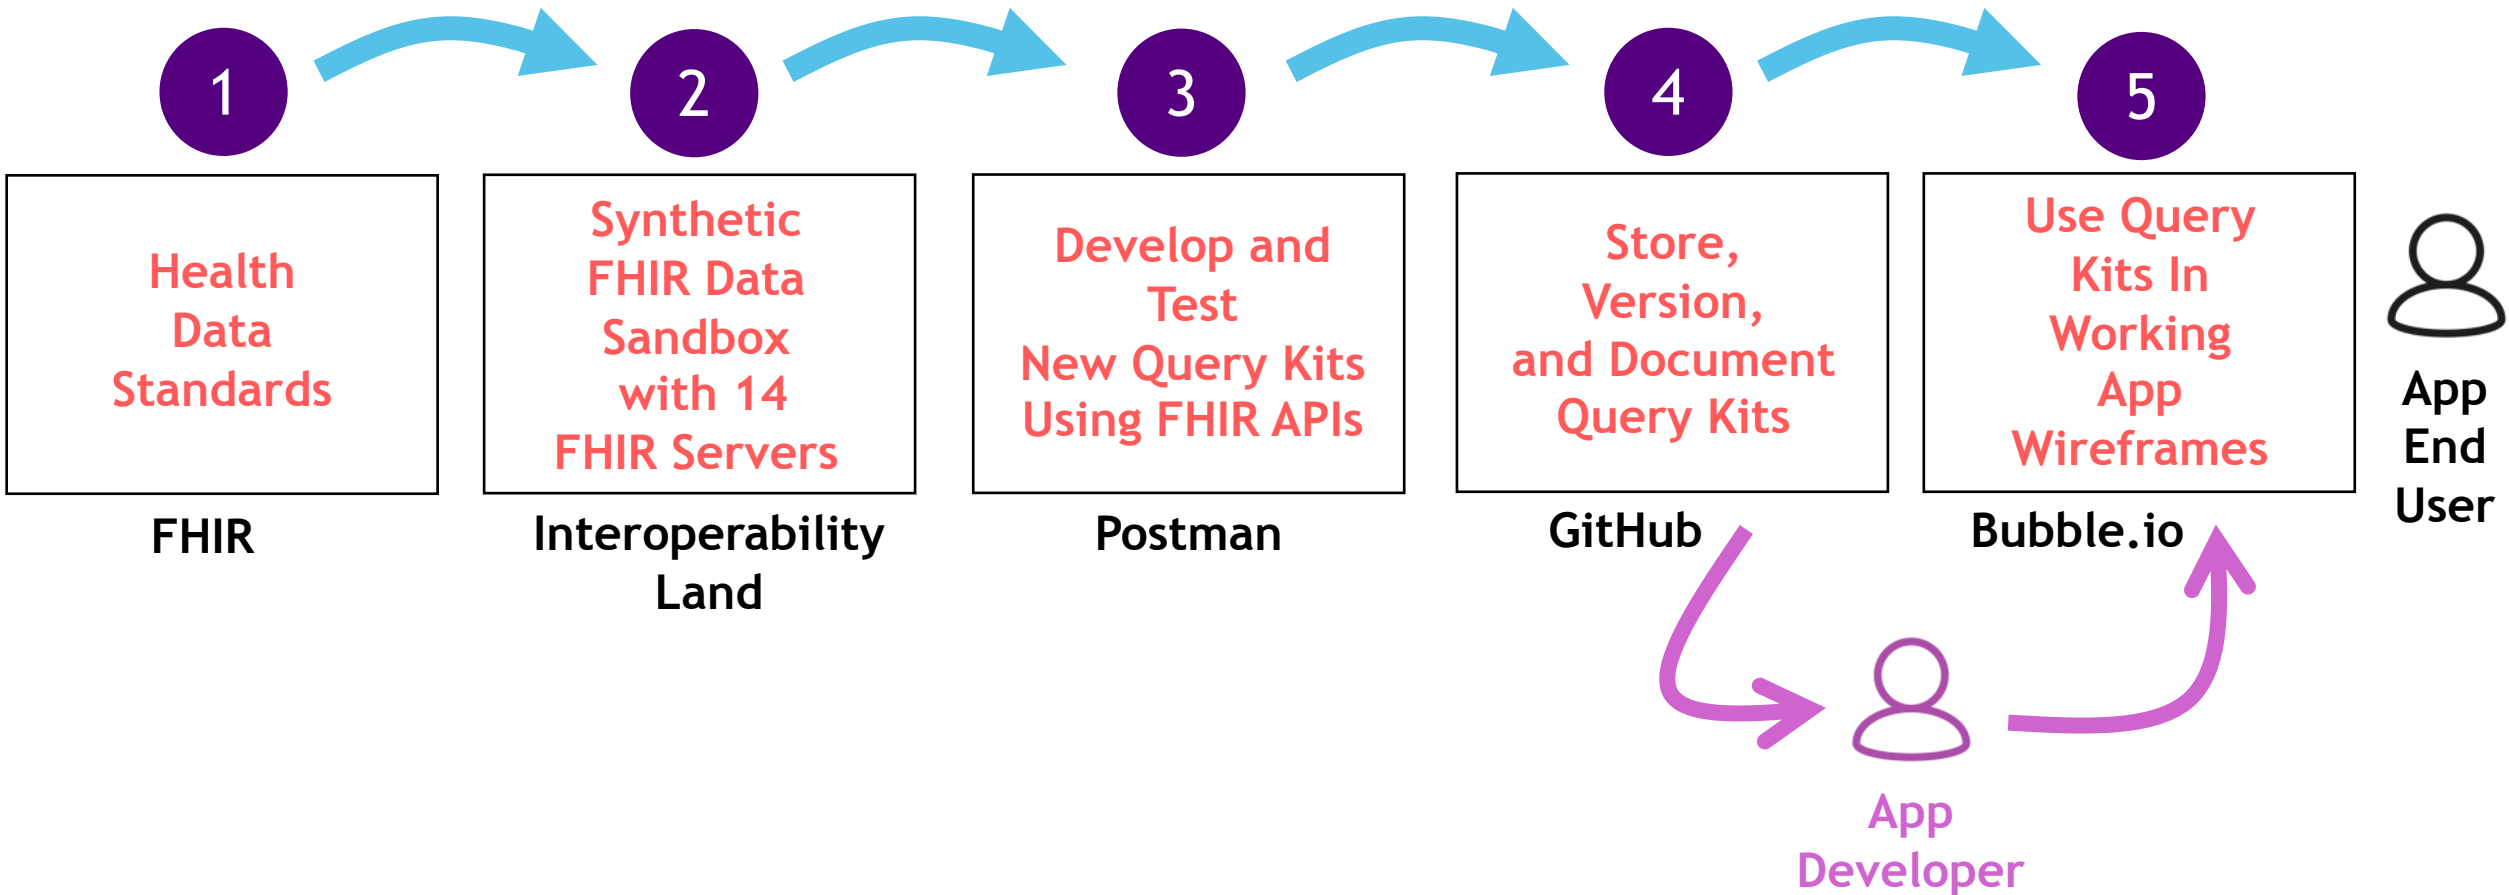 1
2
3
4
5
Health
Data
Standards
FHIR
Synthetic
FHIR Data
Sandbox
with 14
FHIR Servers
Interoperability
Land
Develop and
Test
New Query Kits
Using FHIR APIs
Postman
Store,
Version,
and Document
Query Kits
GitHub
Use Query
Kits In
Working
App
Wireframes
Bubble.io
App
End
User
App
Developer